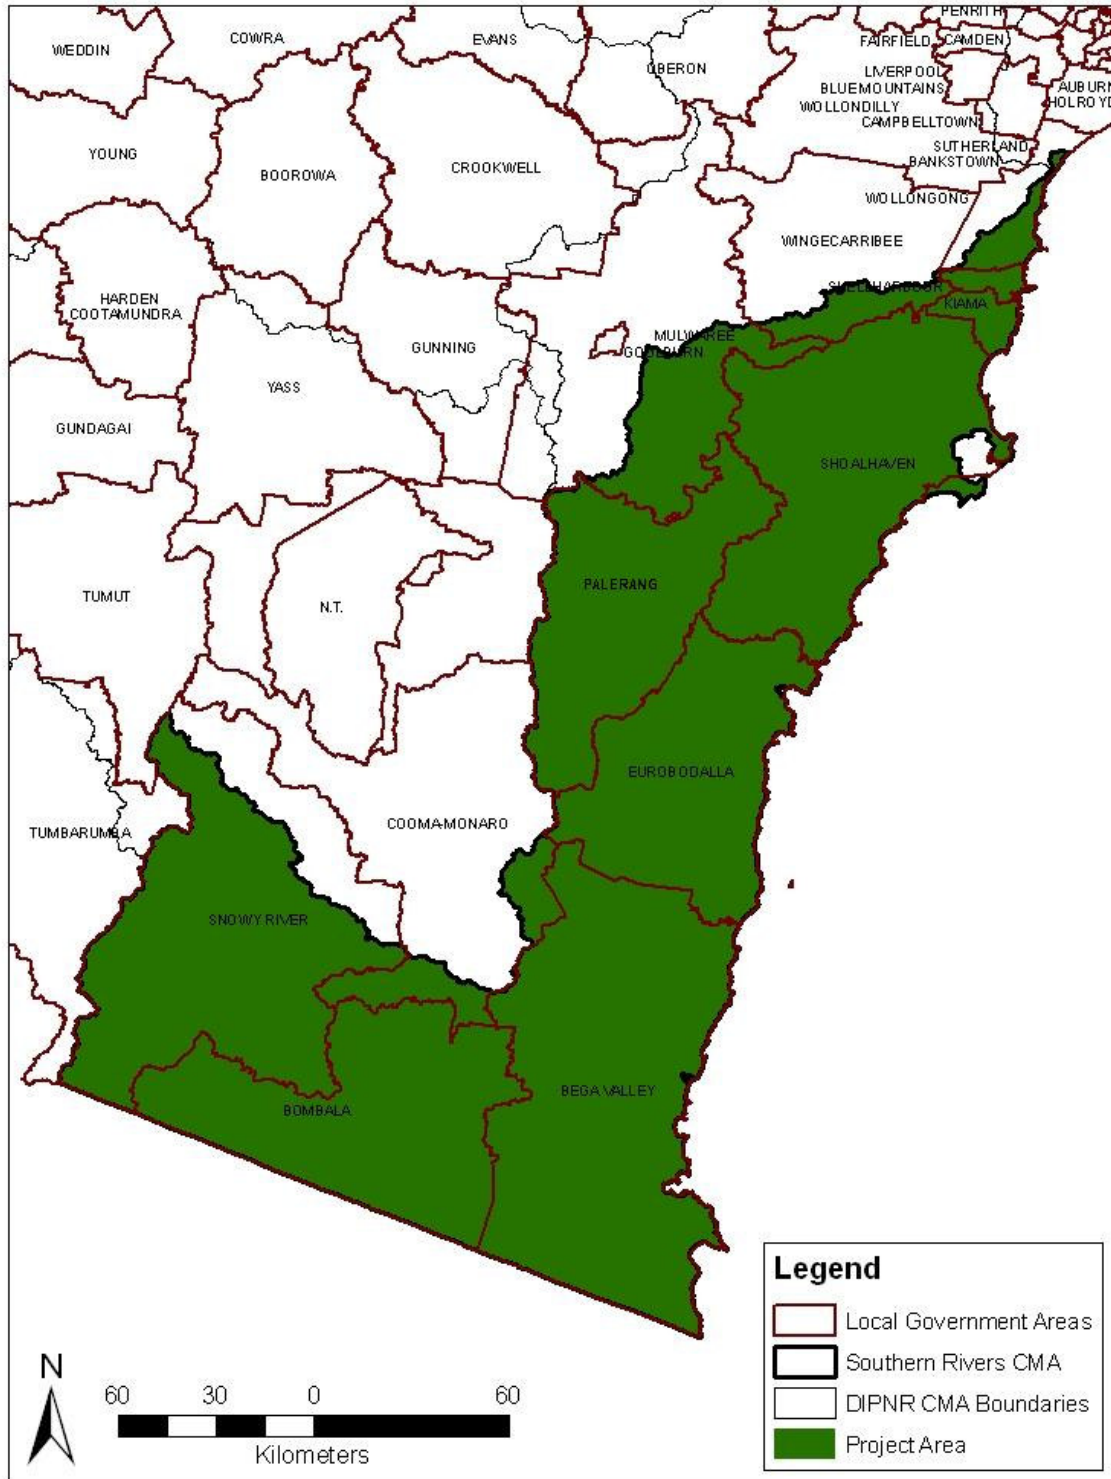 PENRITH
COWRA
EVANS
WEDDIN
FAIRFIELD
CAMDEN
OBERON
LIVERPOOL
BLUE MOUNTAINS
AUBURN
WOLLONDILLY
HOLROYD
CAMPBELLTOWN
SUTHERLAND
YOUNG
BANKSTOWN
CROOKWELL
BOOROWA
WOLLONGONG
WINGECARRIBEE
SHELLHARBOUR
HARDEN
KIAMA
COOTAMUNDRA
MULWAREE
GUNNING
GOULBURN
YASS
GUNDAGAI
SHOALHAVEN
PALERANG
TUMUT
N.T.
EUROBODALLA
COOMA-MONARO
TUMBARUMBA
SNOWY RIVER
BEGA VALLEY
BOMBALA
Legend
Local Government Areas
Southern Rivers CMA
DIPNR CMA Boundaries
Project Area
N
60 30 0 60
Kilometers